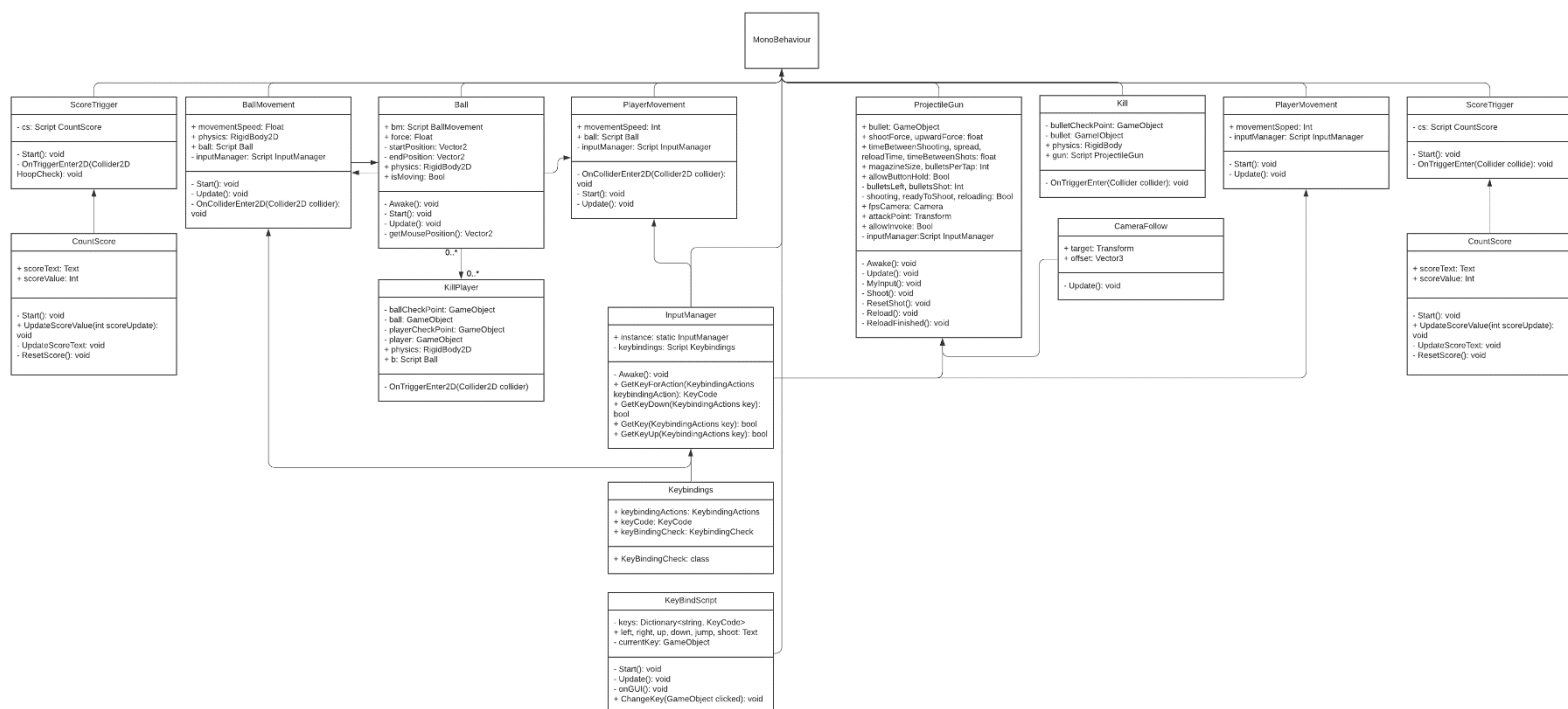 MonoBehaviour
ScoreTrigger
- cs: Script CountScore
- Start(): void
- OnTriggerEnter2D(Collider2D
HoopCheck): void
BallMovement
+ movementSpeed: Float
+ physics: RigidBody2D
+ ball: Script Ball
- inputManager: Script InputManager
- Start(): void
- Update(): void
- OnColliderEnter2D(Collider2D collider):
void
Ball
+ bm: Script BallMovement
+ force: Float
- startPosition: Vector2
- endPosition: Vector2
+ physics: RigidBody2D
+ isMoving: Bool
- Awake(): void
- Start(): void
- Update(): void
- getMousePosition(): Vector2
PlayerMovement
+ movementSpeed: Int
+ ball: Script Ball
- inputManager: Script InputManager
- OnColliderEnter2D(Collider2D collider):
void
- Start(): void
- Update(): void
ProjectileGun
+ bullet: GameObject
+ shootForce, upwardForce: float
+ timeBetweenShooting, spread,
reloadTime, timeBetweenShots: float
+ magazineSize, bulletsPerTap: Int
+ allowButtonHold: Bool
- bulletsLeft, bulletsShot: Int
- shooting, readyToShoot, reloading: Bool
+ fpsCamera: Camera
+ attackPoint: Transform
+ allowInvoke: Bool
- inputManager:Script InputManager
- Awake(): void
- Update(): void
- MyInput(): void
- Shoot(): void
- ResetShot(): void
- Reload(): void
- ReloadFinished(): void
Kill
- bulletCheckPoint: GameObject
- bullet: GamelObject
+ physics: RigidBody
+ gun: Script ProjectileGun
- OnTriggerEnter(Collider collider): void
PlayerMovement
+ movementSpped: Int
- inputManager: Script InputManager
- Start(): void
- Update(): void
ScoreTrigger
- cs: Script CountScore
- Start(): void
- OnTriggerEnter(Collider collide): void
CountScore
+ scoreText: Text
+ scoreValue: Int
- Start(): void
+ UpdateScoreValue(int scoreUpdate):
void
- UpdateScoreText: void
- ResetScore(): void
0..*
0..*
KillPlayer
- ballCheckPoint: GameObject
- ball: GameObject
- playerCheckPoint: GameObject
- player: GameObject
+ physics: RigidBody2D
+ b: Script Ball
- OnTriggerEnter2D(Collider2D collider)
InputManager
+ instance: static InputManager
- keybindings: Script Keybindings
- Awake(): void
+ GetKeyForAction(KeybindingActions
keybindingAction): KeyCode
+ GetKeyDown(KeybindingActions key):
bool
+ GetKey(KeybindingActions key): bool
+ GetKeyUp(KeybindingActions key): bool
CameraFollow
+ target: Transform
+ offset: Vector3
- Update(): void
CountScore
+ scoreText: Text
+ scoreValue: Int
- Start(): void
+ UpdateScoreValue(int scoreUpdate):
void
- UpdateScoreText: void
- ResetScore(): void
Keybindings
+ keybindingActions: KeybindingActions
+ keyCode: KeyCode
+ keyBindingCheck: KeybindingCheck
+ KeyBindingCheck: class
KeyBindScript
- keys: Dictionary<string, KeyCode>
+ left, right, up, down, jump, shoot: Text
- currentKey: GameObject
- Start(): void
- Update(): void
- onGUI(): void
+ ChangeKey(GameObject clicked): void